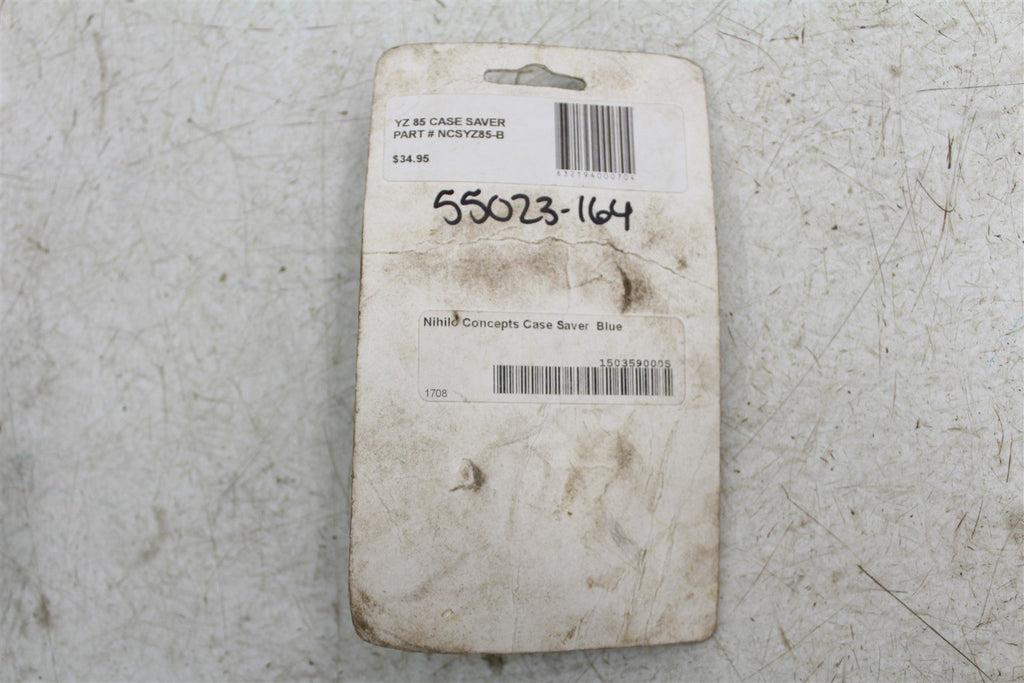 YZ 85 CASE SAVER
PART # NCSYZ85-B
$34.95
632194000704
55023-164
Nihilo Concepts Case Saver Blue
1503590005
1708